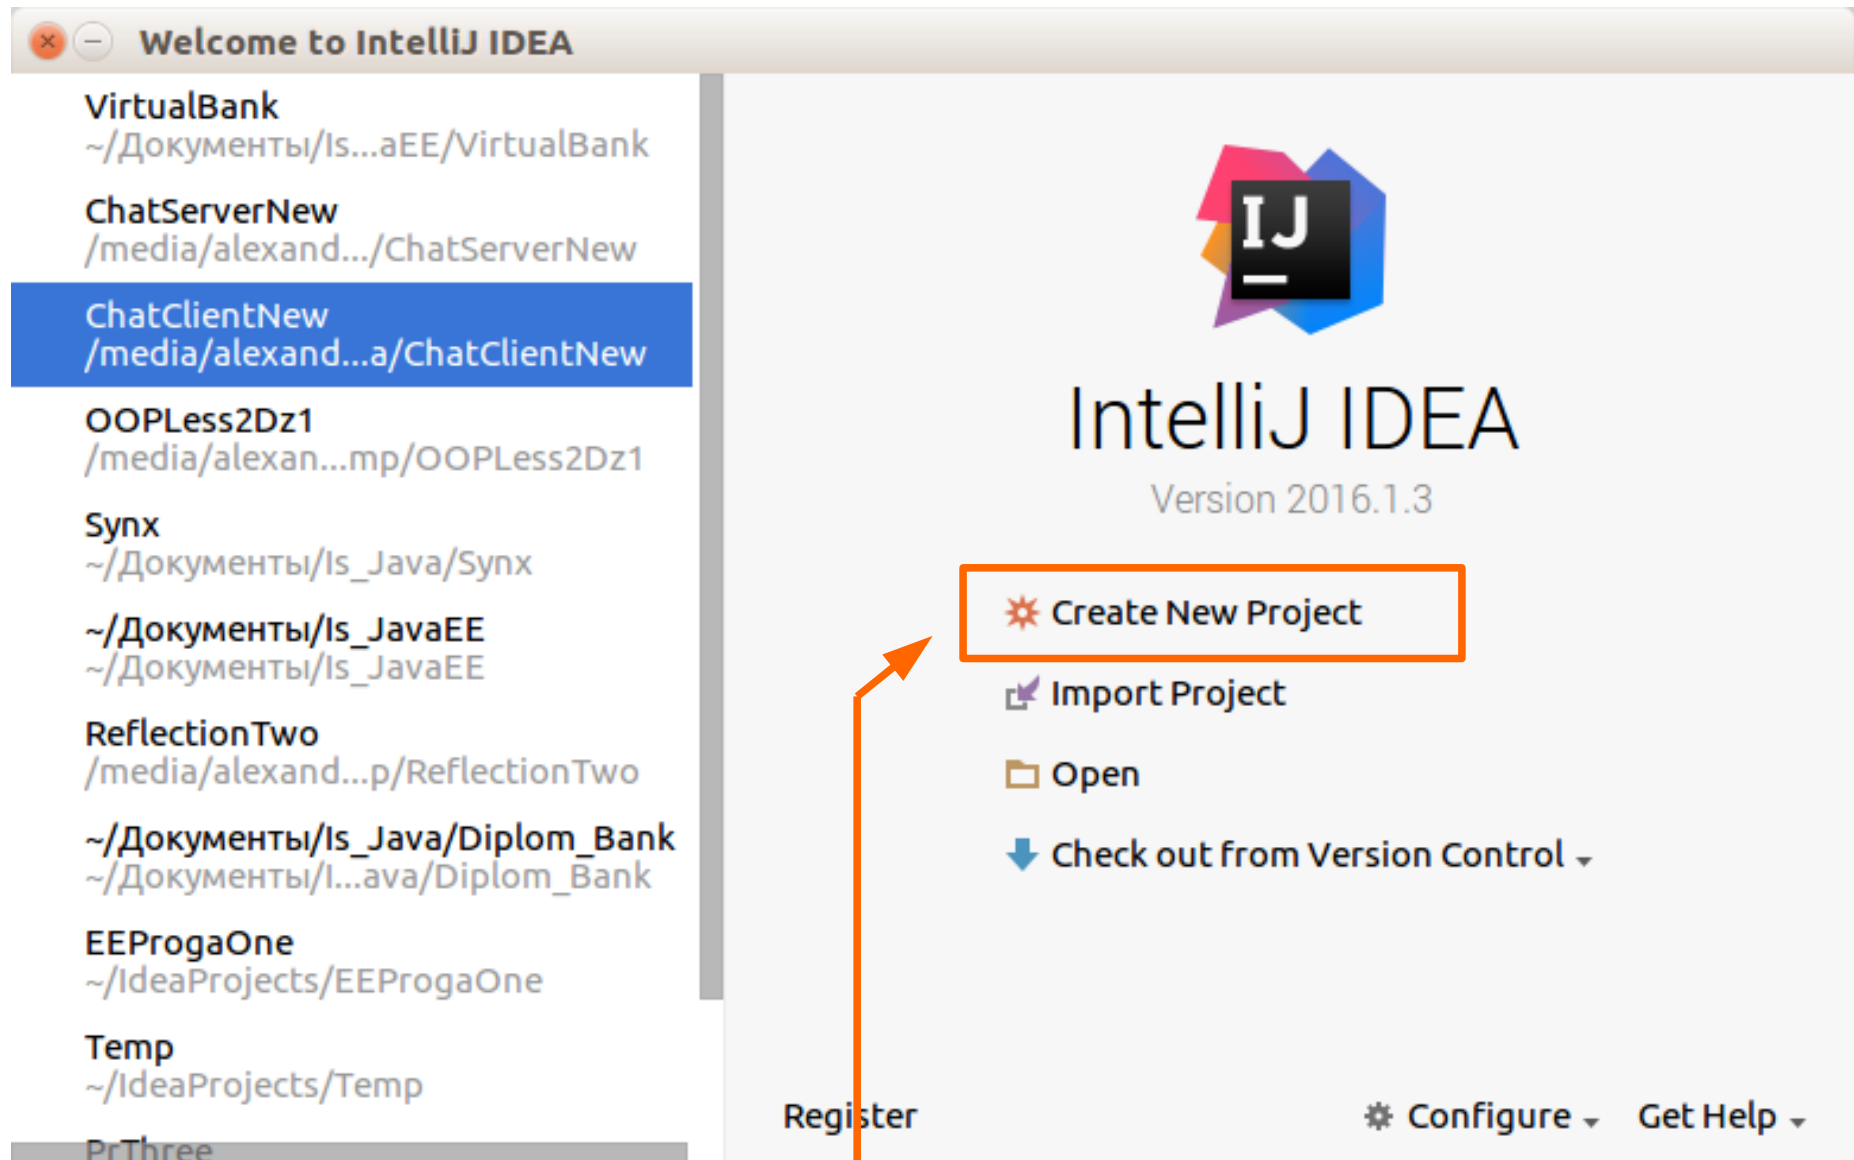 Welcome to IntelliJ IDEA
VirtualBank
~/Документы/Is...aEE/VirtualBank
ChatServerNew
/media/alexand.../ChatServerNew
ChatClientNew
/media/alexand...a/ChatClientNew
OOPLess2Dz1
/media/alexan...mp/OOPLess2Dz1
Synx
~/Документы/Is_Java/Synx
~/Документы/Is_JavaEE
~/Документы/Is_JavaEE
ReflectionTwo
/media/alexand...p/ReflectionTwo
~/Документы/Is_Java/Diplom_Bank
~/Документы/I...ava/Diplom_Bank
EEProgaOne
~/IdeaProjects/EEProgaOne
Temp
~/IdeaProjects/Temp
PrThree
IJ
IntelliJ IDEA
Version 2016.1.3
Create New Project
Import Project
Open
Check out from Version Control
Register
Configure
Get Help